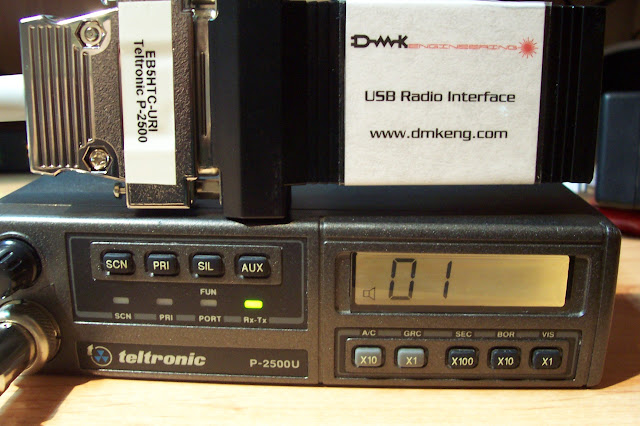 EB5HTC-URI
Teltronic P-2500
DMK ENGINEERING
USB Radio Interface
www.dmkeng.com
SCN PRI SIL AUX
FUN
SCN PRI PORT Rx-Tx
01
A/C GRC SEC BOR VIS
X10 X1 X100 X10 X1
teltronic P-2500U